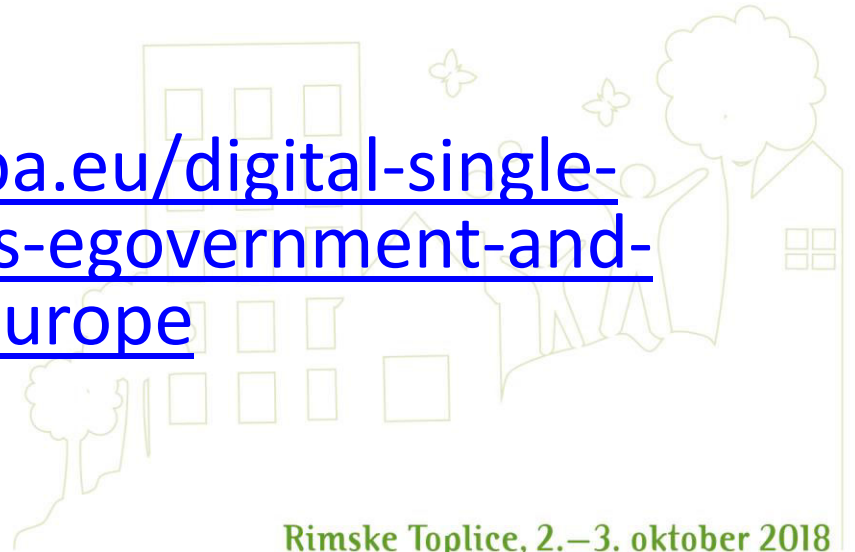 pa.eu/digital-single-
s-egovernment-and-
urope
Rimske Toplice, 2.–3. oktober 2018